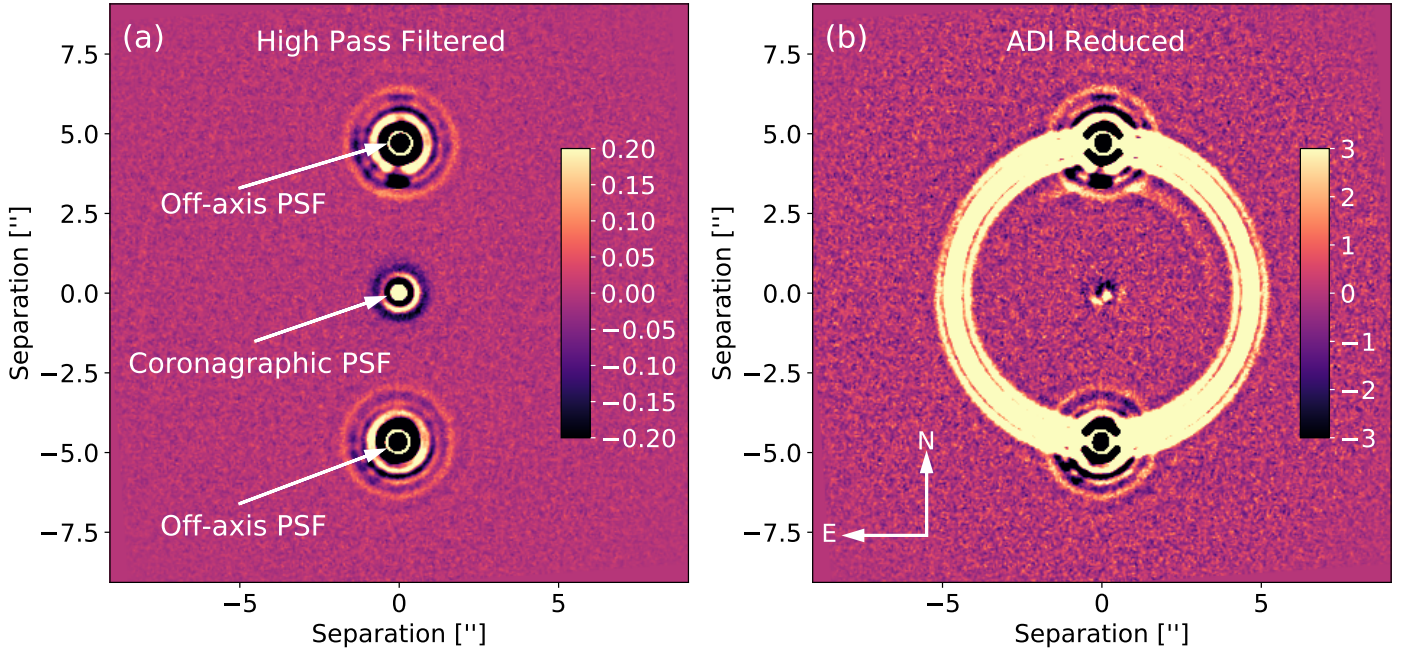 (a)
High Pass Filtered
Off-axis PSF
Coronagraphic PSF
Off-axis PSF
7.5
5.0
2.5
0.0
−2.5
−5.0
−7.5
Separation ['']
−5
0
5
Separation ['']
0.20
0.15
0.10
0.05
0.00
−0.05
−0.10
−0.15
−0.20
(b)
ADI Reduced
7.5
5.0
2.5
0.0
−2.5
−5.0
−7.5
Separation ['']
N
E
−5
0
5
Separation ['']
3
2
1
0
−1
−2
−3